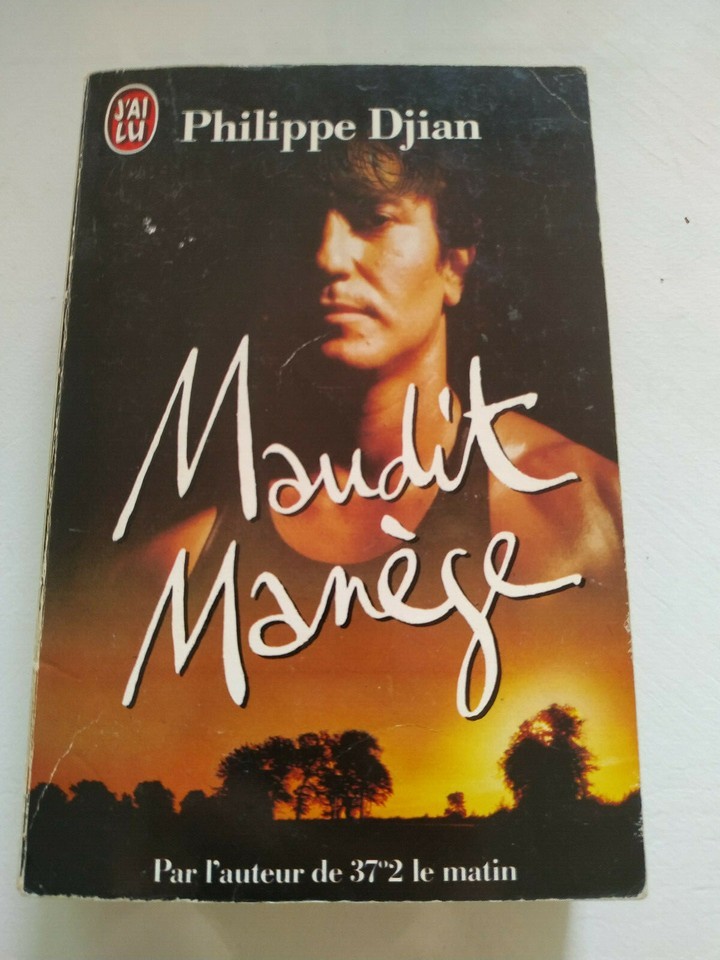 J'AI
LU
Philippe Djian
Maudit
Manège
Par l'auteur de 37°2 le matin